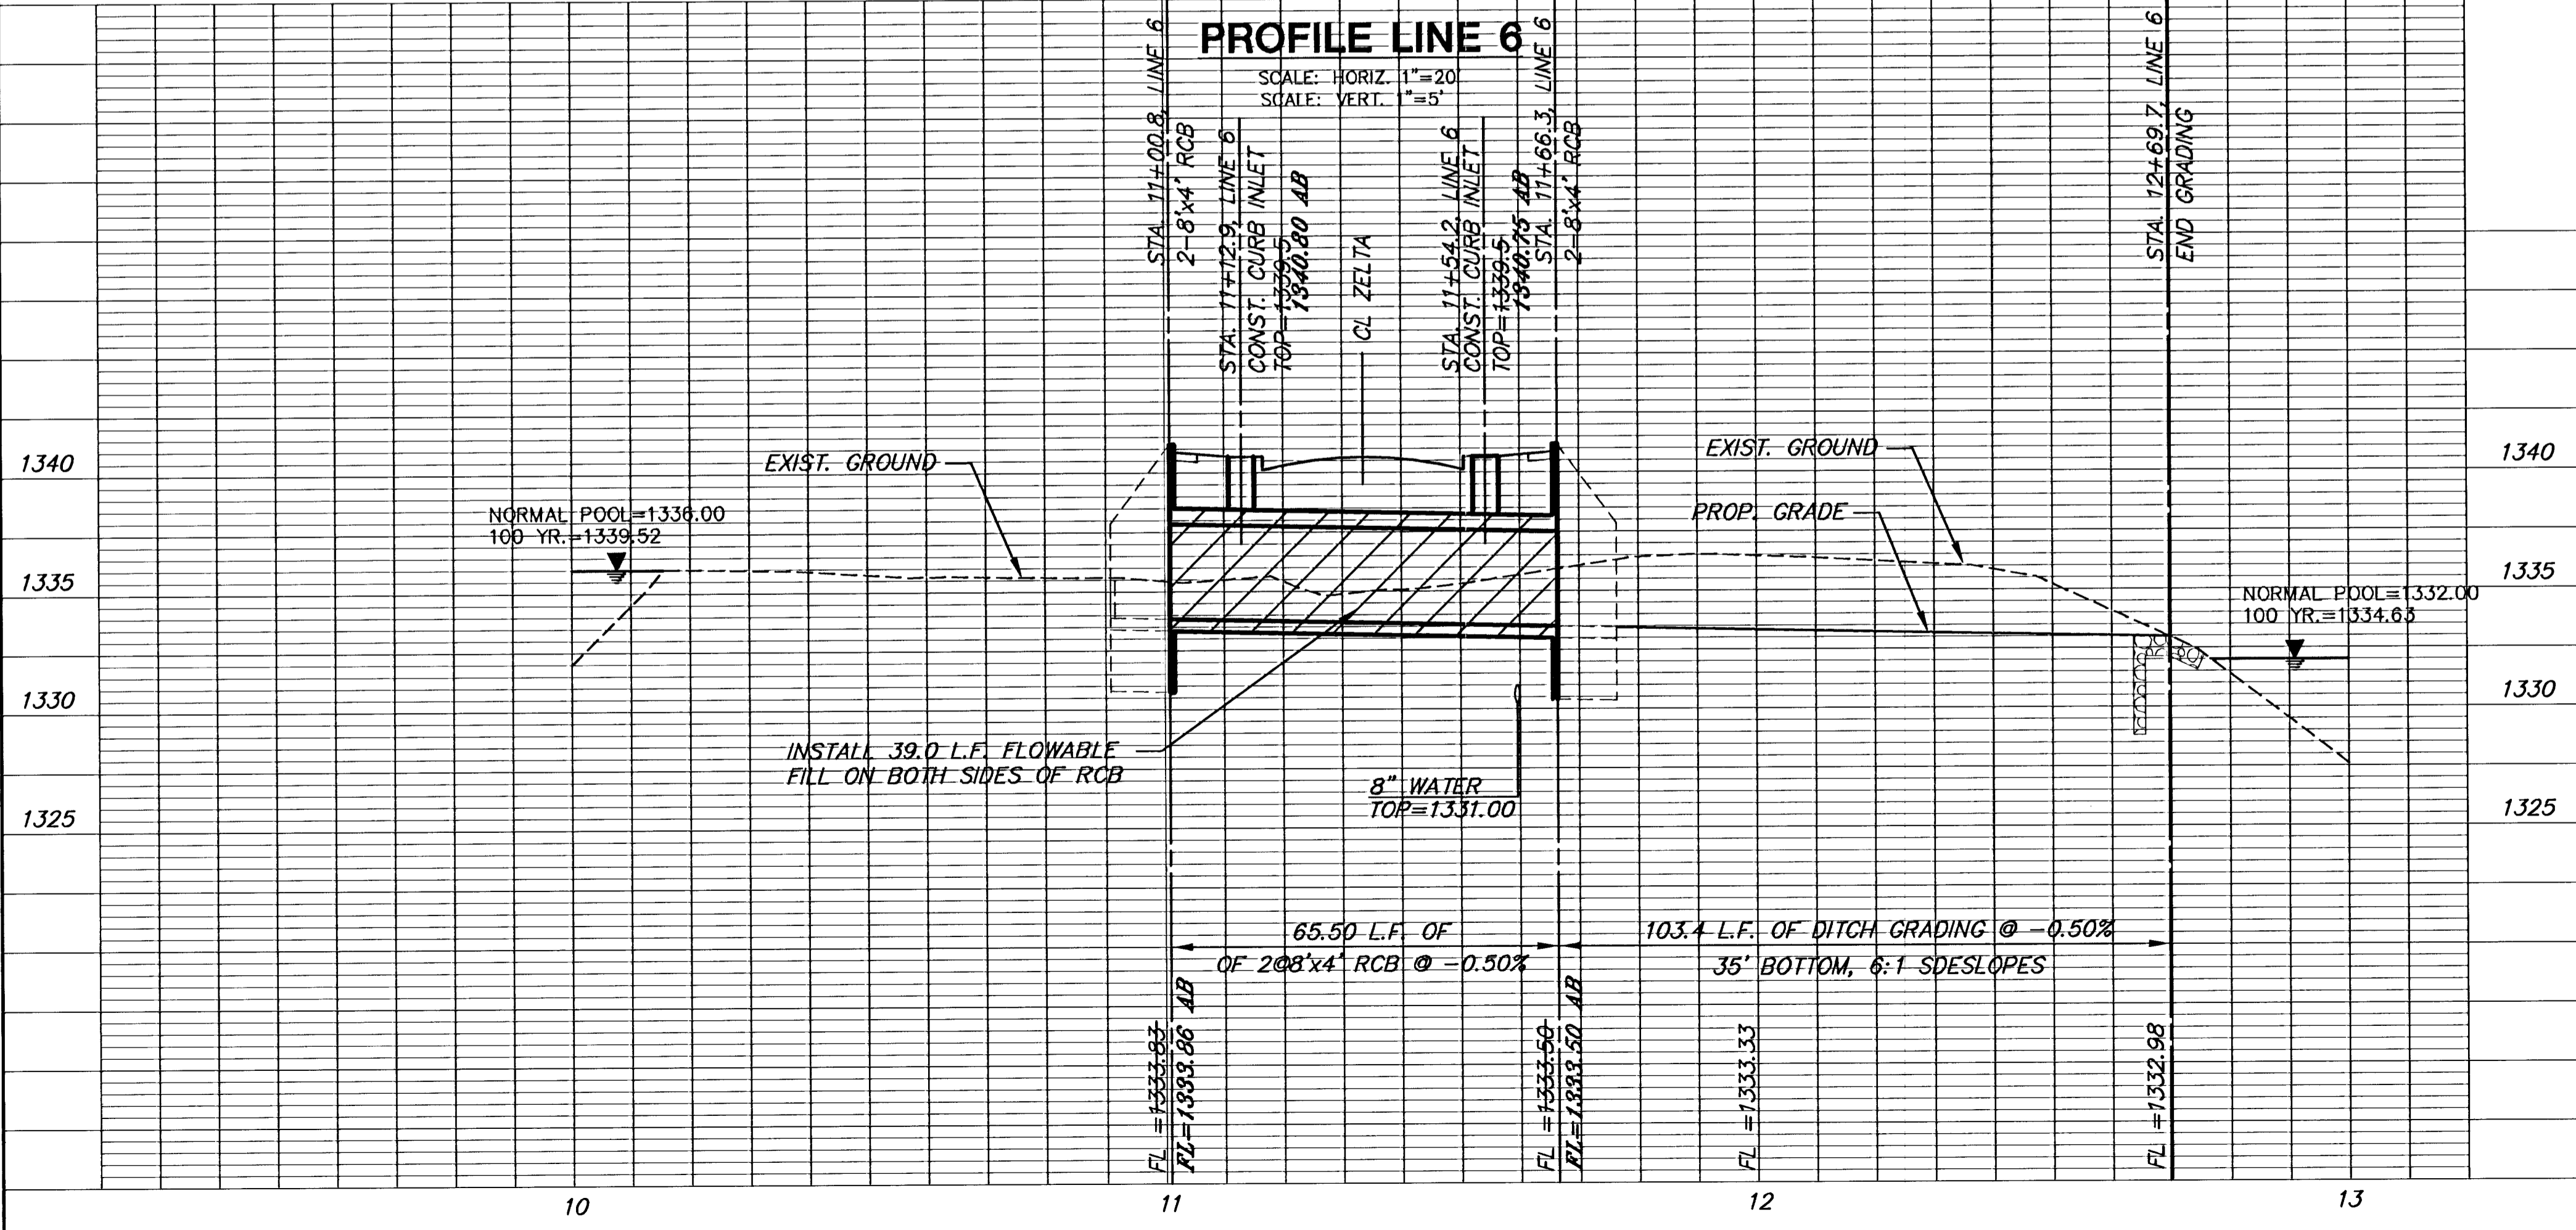 PROFILE LINE 6
SCALE: HORIZ. 1"=20'
SCALE: VERT. 1"=5'
STA. 11+00.8, LINE 6
2-8'x4' RCB
STA. 11+12.9, LINE 6
CONST. CURB INLET
TOP=1339.5
1340.80 AB
CL ZELTA
STA. 11+54.2, LINE 6
CONST. CURB INLET
TOP=1339.5
1340.75 AB
STA. 11+66.3, LINE 6
2-8'x4' RCB
STA. 12+69.7, LINE 6
END GRADING
1340
EXIST. GROUND
EXIST. GROUND
1340
NORMAL POOL=1336.00
100 YR.=1339.52
PROP. GRADE
1335
1335
NORMAL POOL=1332.00
100 YR.=1334.63
1330
1330
INSTALL 39.0 L.F. FLOWABLE
FILL ON BOTH SIDES OF RCB
8" WATER
TOP=1331.00
1325
1325
65.50 L.F. OF
OF 2@8'x4' RCB @ -0.50%
103.4 L.F. OF DITCH GRADING @ -0.50%
35' BOTTOM, 6:1 SDESLOPES
FL =1333.83
FL=1333.86 AB
FL =1333.50
FL=1333.50 AB
FL =1333.33
FL =1332.98
10
11
12
13